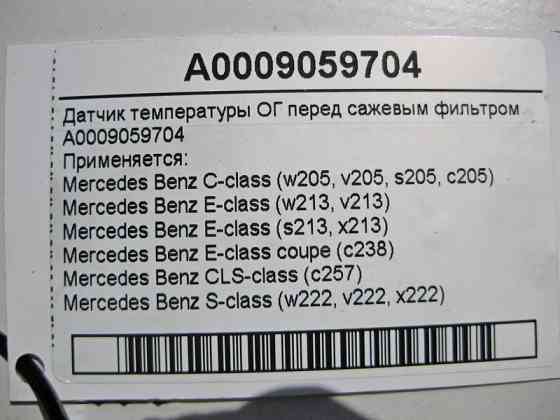 A0009059704
Датчик температуры ОГ перед сажевым фильтром
A0009059704
Применяется:
Mercedes Benz C-class (w205, v205, s205, c205)
Mercedes Benz E-class (w213, v213)
Mercedes Benz E-class (s213, x213)
Mercedes Benz E-class coupe (c238)
Mercedes Benz CLS-class (c257)
Mercedes Benz S-class (w222, v222, x222)